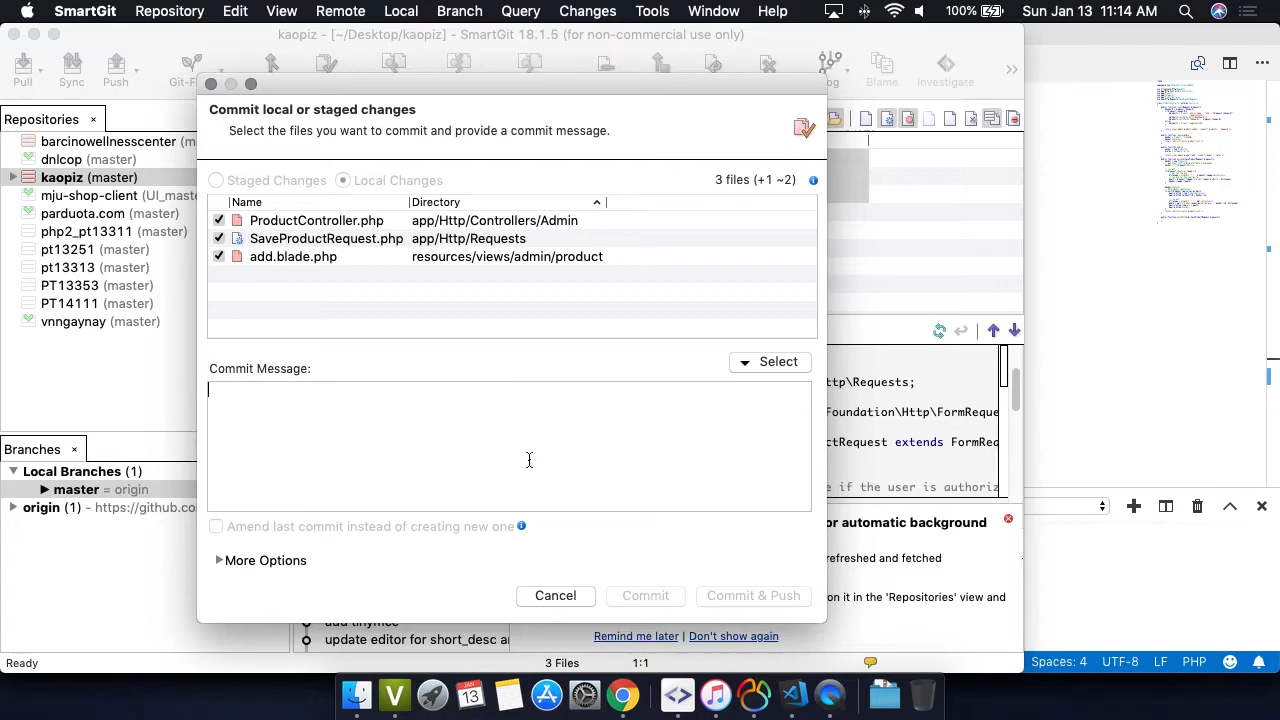 SmartGit Repository Edit View Remote Local Branch Query Changes Tools Window Help 100% Sun Jan 13 11:14 AM
kaopiz - [~/Desktop/kaopiz] - SmartGit 18.1.5 (for non-commercial use only)
Pull Sync Push Blame Investigate
Commit local or staged changes
Select the files you want to commit and provide a commit message.
Staged Changes Local Changes 3 files (+1 ~2)
Name Directory
ProductController.php app/Http/Controllers/Admin
SaveProductRequest.php app/Http/Requests
add.blade.php resources/views/admin/product
Select
Commit Message:
Amend last commit instead of creating new one
More Options
Cancel Commit Commit & Push
Repositories
barcinowellnesscenter
dnlcop (master)
kaopiz (master)
mju-shop-client (UI_master
parduota.com (master)
php2_pt13311 (master)
pt13251 (master)
pt13313 (master)
PT13353 (master)
PT14111 (master)
vnngaynay (master)
Branches
Local Branches (1)
master = origin
origin (1) - https://github.co
ttp\Requests;
Foundation\Http\FormReque
ctRequest extends FormReq
e if the user is authoriz
or automatic background
refreshed and fetched
on it in the 'Repositories' view and
Remind me later | Don't show again
add tinymce
update editor for short_desc
Ready 3 Files 1:1
Spaces: 4 UTF-8 LF PHP
JAN
13